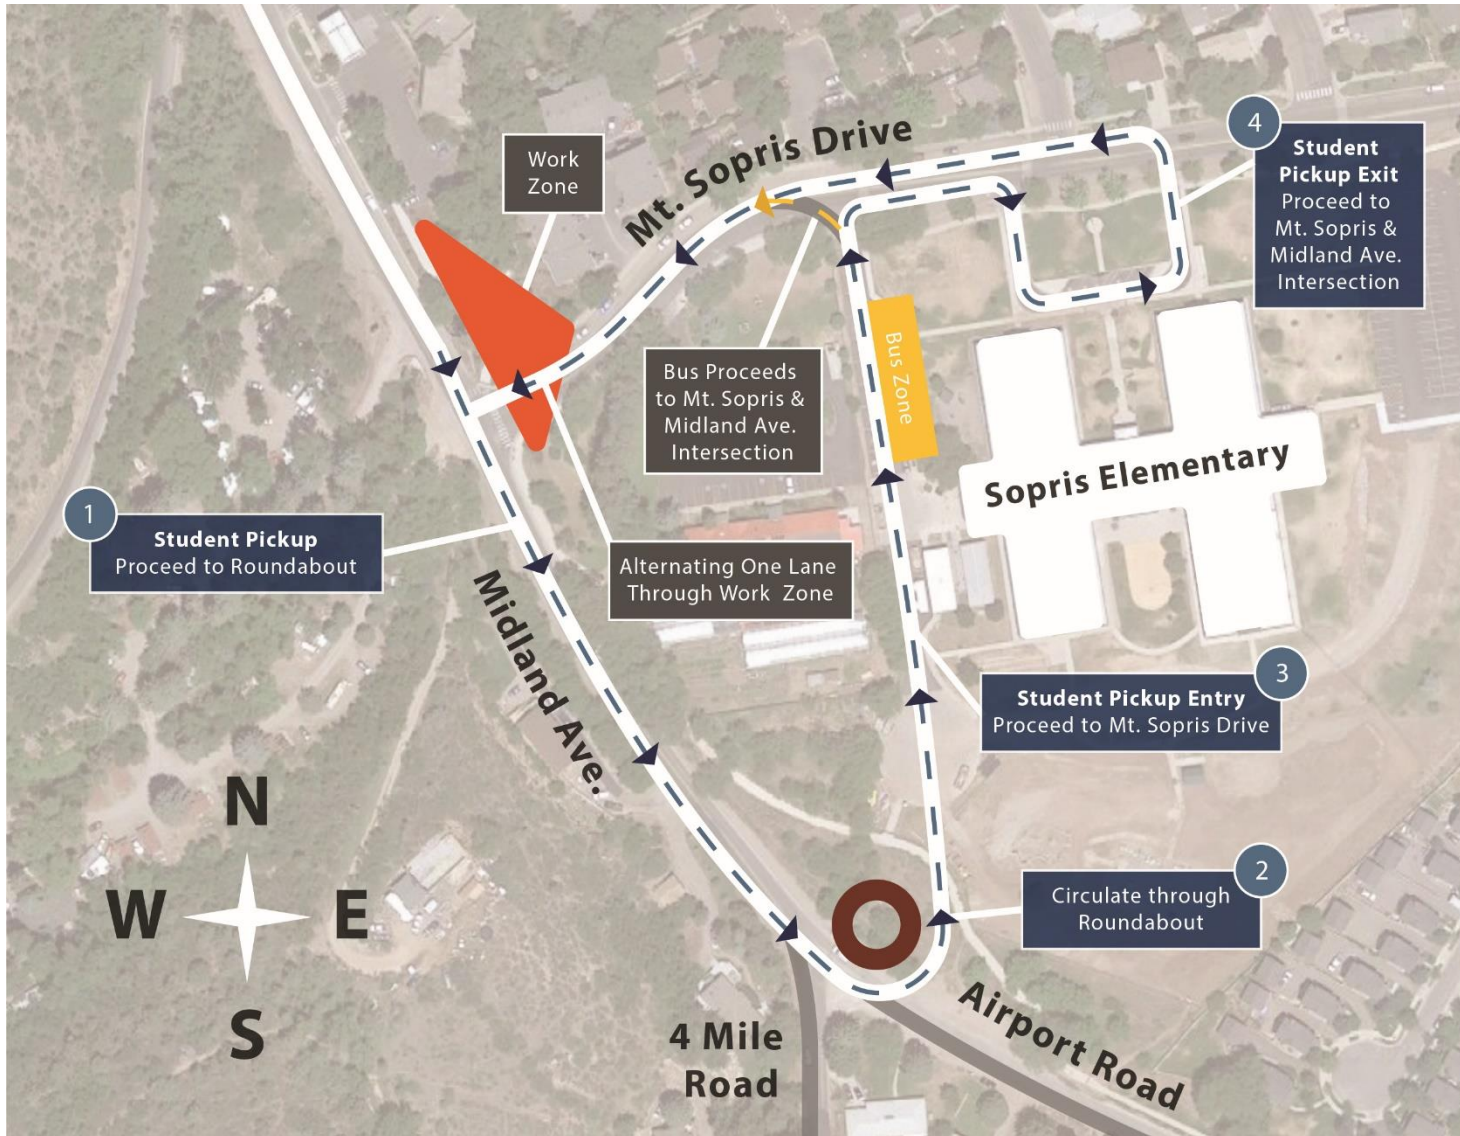 Work
Zone
Mt. Sopris Drive
4
Student
Pickup Exit
Proceed to
Mt. Sopris &
Midland Ave.
Intersection
Bus Proceeds
to Mt. Sopris &
Midland Ave.
Intersection
Bus Zone
Sopris Elementary
1
Student Pickup
Proceed to Roundabout
Alternating One Lane
Through Work Zone
Midland Ave.
3
Student Pickup Entry
Proceed to Mt. Sopris Drive
2
Circulate through
Roundabout
N
W
E
S
4 Mile
Road
Airport Road